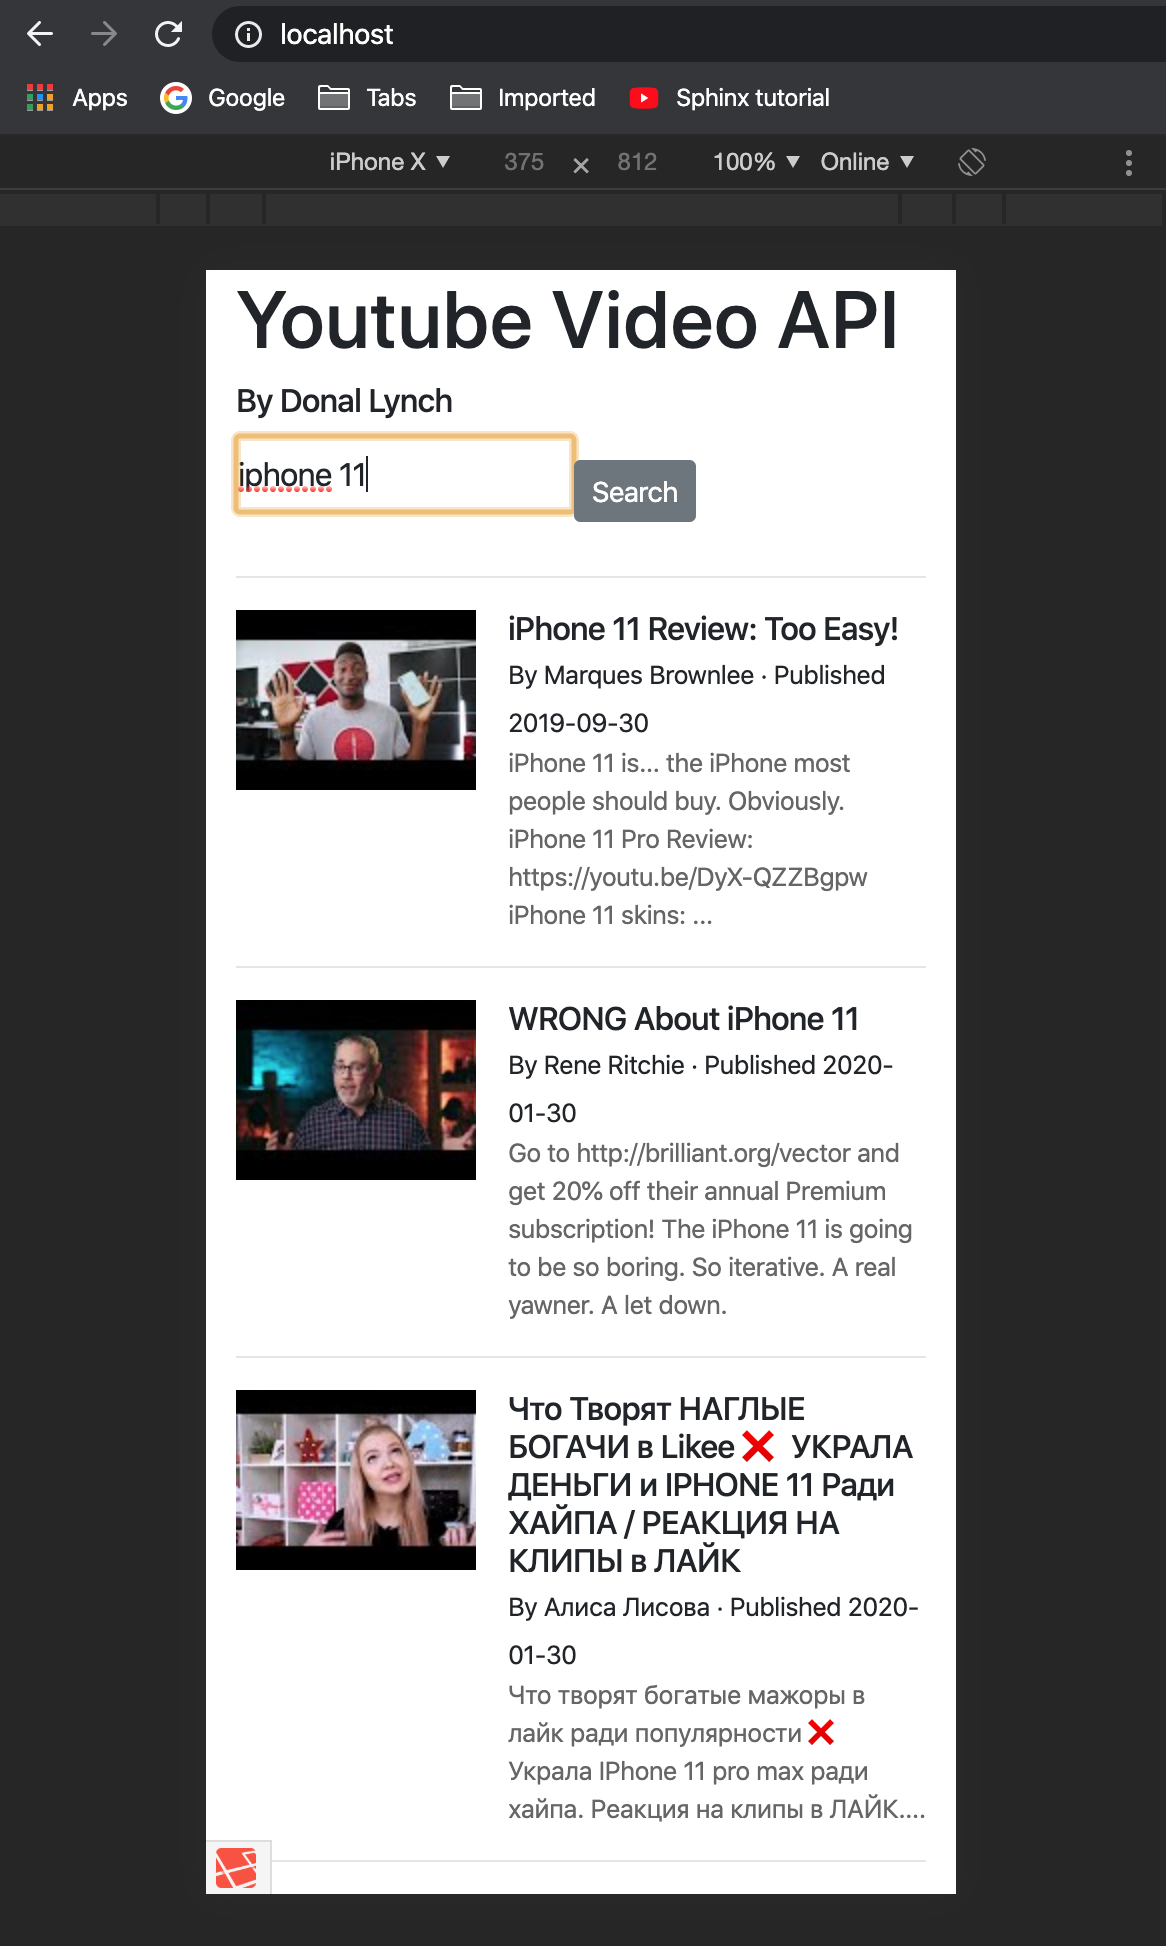 localhost
Apps Google Tabs Imported Sphinx tutorial
iPhone X ▼ 375 × 812 100% ▼ Online ▼
Youtube Video API
By Donal Lynch
iphone 11
Search
iPhone 11 Review: Too Easy!
By Marques Brownlee · Published
2019-09-30
iPhone 11 is... the iPhone most
people should buy. Obviously.
iPhone 11 Pro Review:
https://youtu.be/DyX-QZZBgpw
iPhone 11 skins: ...
WRONG About iPhone 11
By Rene Ritchie · Published 2020-
01-30
Go to http://brilliant.org/vector and
get 20% off their annual Premium
subscription! The iPhone 11 is going
to be so boring. So iterative. A real
yawner. A let down.
Что Творят НАГЛЫЕ
БОГАЧИ в Likee❌ УКРАЛА
ДЕНЬГИ и IPHONE 11 Ради
ХАЙПА / РЕАКЦИЯ НА
КЛИПЫ в ЛАЙК
By Алиса Лисова · Published 2020-
01-30
Что творят богатые мажоры в
лайк ради популярности❌
Украла IPhone 11 pro max ради
хайпа. Реакция на клипы в ЛАЙК....